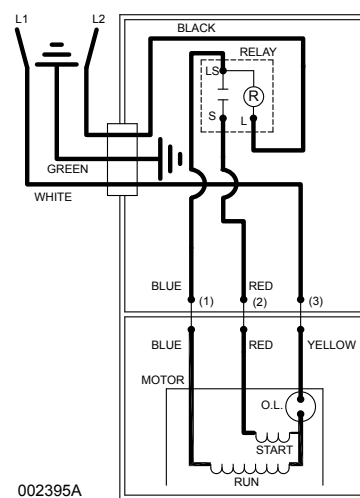 L1 L2
BLACK
RELAY
LS
R
S L
GREEN
WHITE
BLUE RED
(1) (2) (3)
BLUE RED YELLOW
MOTOR
O.L.
START
RUN
002395A